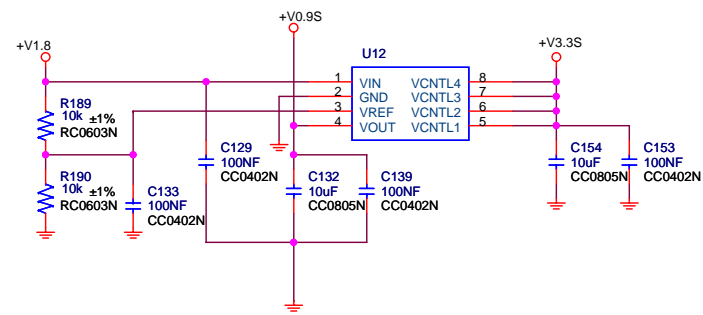 +V0.9S
+V1.8
+V3.3S
U12
1 VIN VCNTL4 8
2 GND VCNTL3 7
3 VREF VCNTL2 6
4 VOUT VCNTL1 5
R189
10k ±1%
RC0603N
R190
10k ±1%
RC0603N
C133
100NF
CC0402N
C129
100NF
CC0402N
C132
10uF
CC0805N
C139
100NF
CC0402N
C154
10uF
CC0805N
C153
100NF
CC0402N